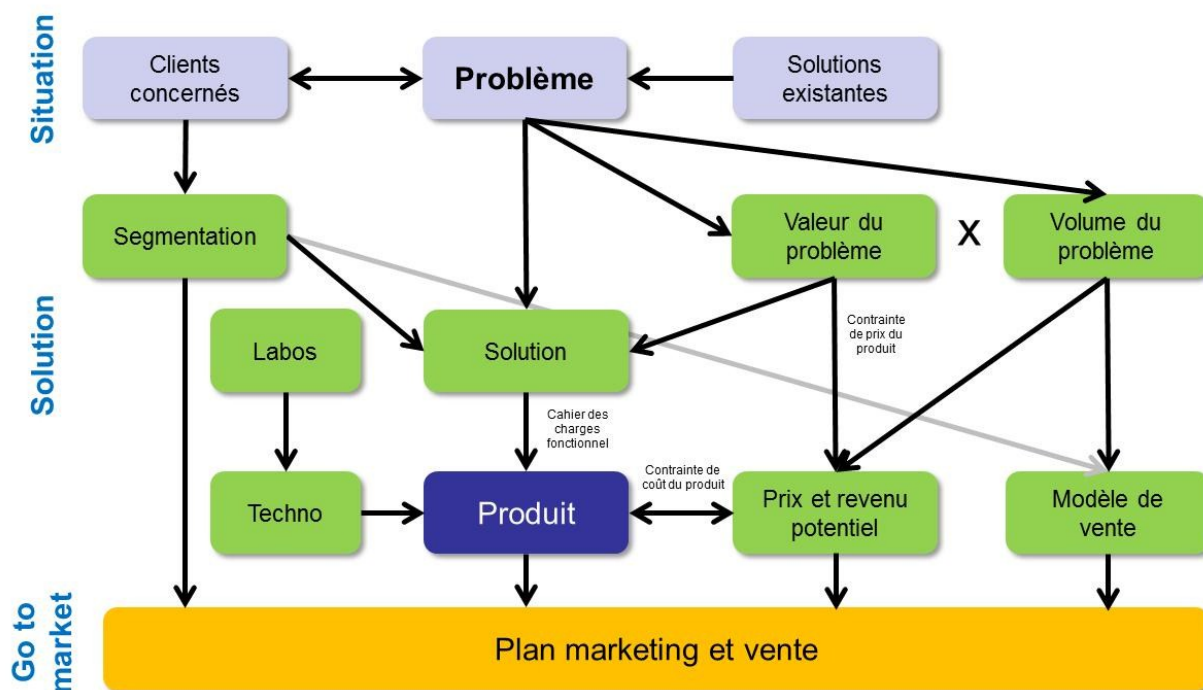 Situation
Clients
concernés
Problème
Solutions
existantes
Segmentation
Valeur du
problème
X
Volume du
problème
Solution
Labos
Solution
Contrainte
de prix du
produit
Cahier des
charges
fonctionnel
Contrainte de
coût du produit
Techno
Produit
Prix et revenu
potentiel
Modèle de
vente
Go to
market
Plan marketing et vente